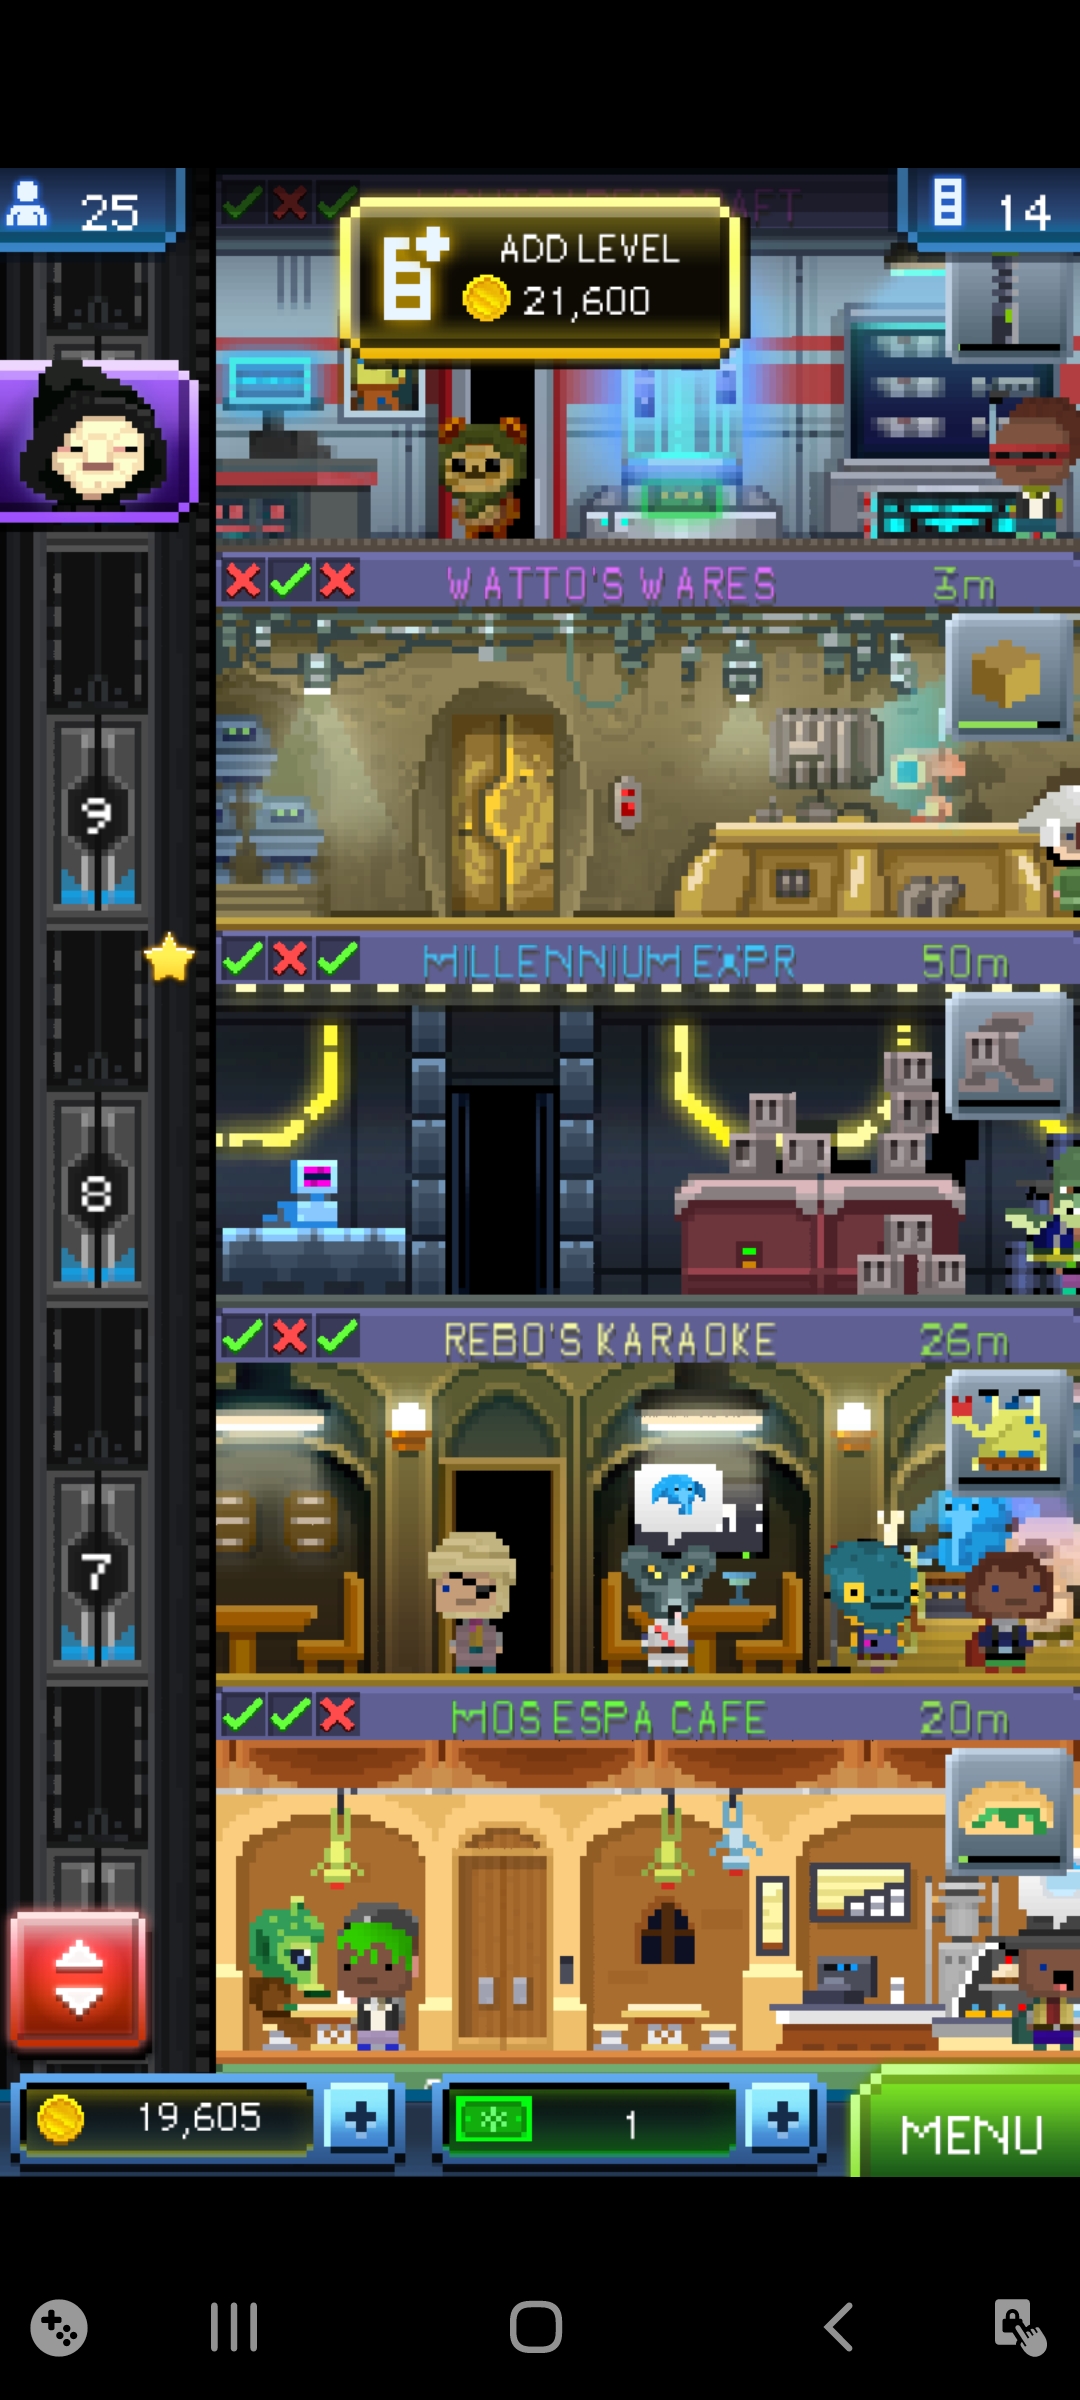 25
14
ADD LEVEL
21,600
WATTO'S WARES
3m
9
MILLENNIUM EXPR
50m
8
REBO'S KARAOKE
26m
7
MOS ESPA CAFE
20m
19,605
1
MENU